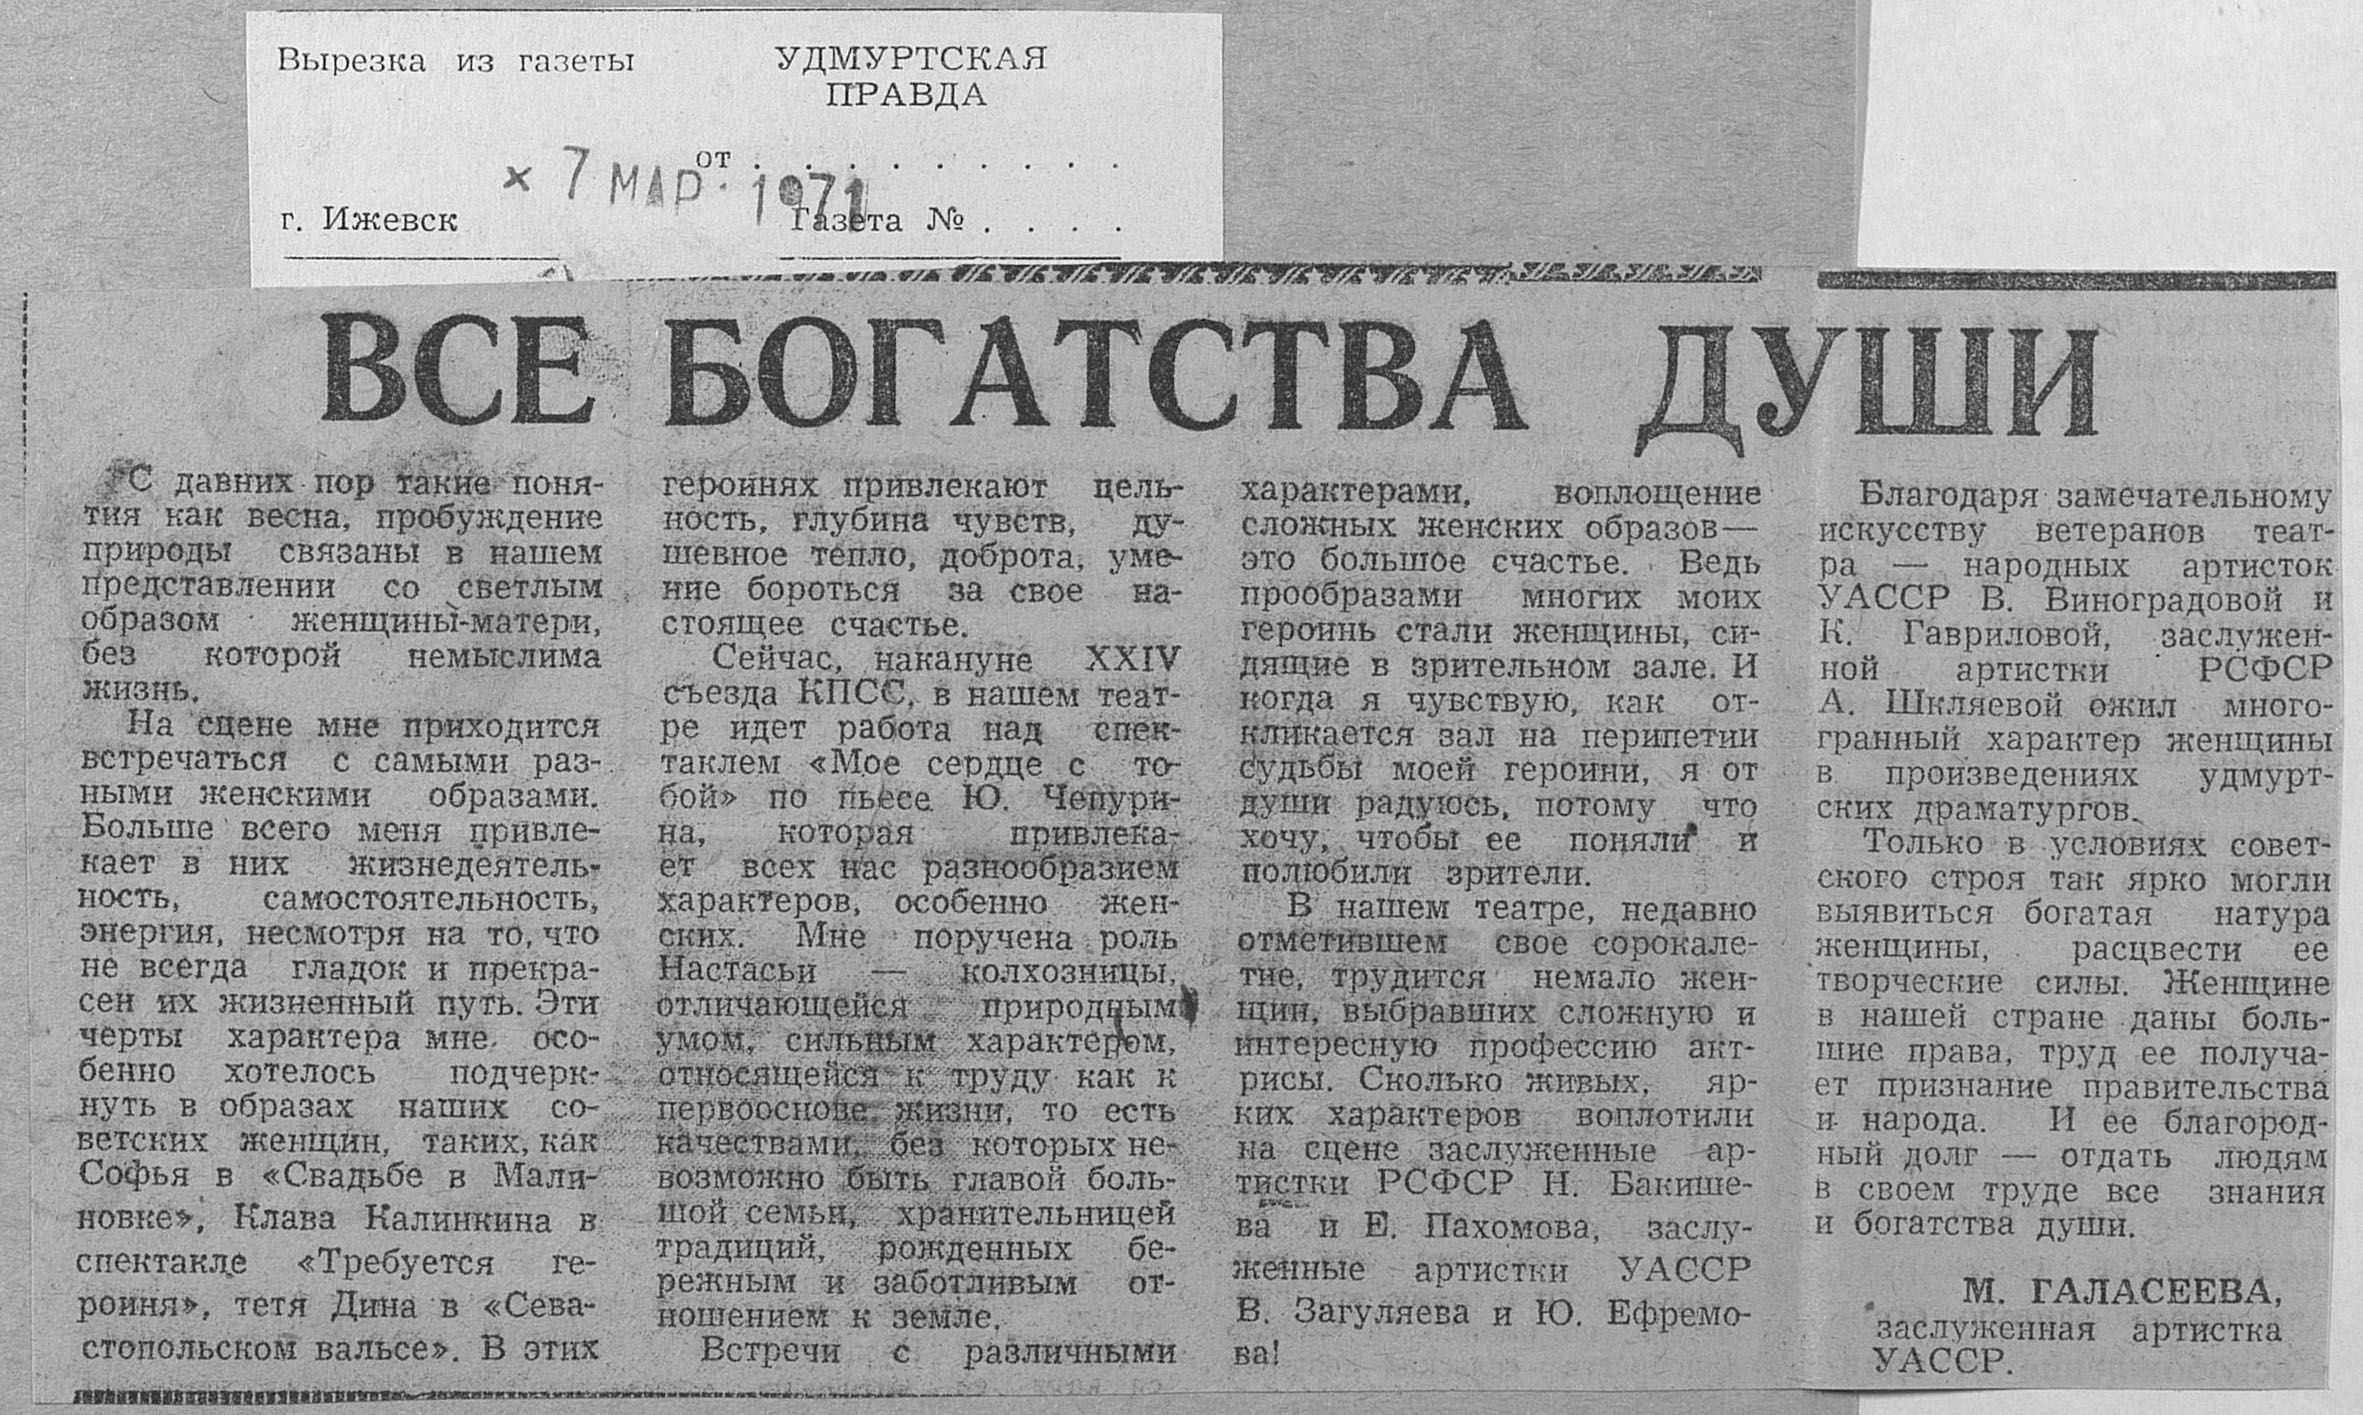 Вырезка из газеты УДМУРТСКАЯ
ПРАВДА
от . . . . . . . . . .
× 7 МАР. 1971
г. Ижевск Газета № . . . .
ВСЕ БОГАТСТВА ДУШИ
С давних пор такие поня-
тия как весна, пробуждение
природы связаны в нашем
представлении со светлым
образом женщины-матери,
без которой немыслима
жизнь.
На сцене мне приходится
встречаться с самыми раз-
ными женскими образами.
Больше всего меня привле-
кает в них жизнедеятель-
ность, самостоятельность,
энергия, несмотря на то, что
не всегда гладок и прекра-
сен их жизненный путь. Эти
черты характера мне осо-
бенно хотелось подчерк-
нуть в образах наших со-
ветских женщин, таких, как
Софья в «Свадьбе в Мали-
новке», Клава Калинкина в
спектакле «Требуется ге-
роиня», тетя Дина в «Сева-
стопольском вальсе». В этих
героинях привлекают цель-
ность, глубина чувств, ду-
шевное тепло, доброта, уме-
ние бороться за свое на-
стоящее счастье.
Сейчас, накануне XXIV
съезда КПСС, в нашем теат-
ре идет работа над спек-
таклем «Мое сердце с то-
бой» по пьесе Ю. Чепури-
на, которая привлека-
ет всех нас разнообразием
характеров, особенно жен-
ских. Мне поручена роль
Настасьи — колхозницы,
отличающейся природным
умом, сильным характером,
относящейся к труду как к
первооснове жизни, то есть
качествами, без которых не-
возможно быть главой боль-
шой семьи, хранительницей
традиций, рожденных бе-
режным и заботливым от-
ношением к земле.
Встречи с различными
характерами, воплощение
сложных женских образов—
это большое счастье. Ведь
прообразами многих моих
героинь стали женщины, си-
дящие в зрительном зале. И
когда я чувствую, как от-
кликается зал на перипетии
судьбы моей героини, я от
души радуюсь, потому что
хочу, чтобы ее поняли и
полюбили зрители.
В нашем театре, недавно
отметившем свое сорокале-
тие, трудится немало жен-
щин, выбравших сложную и
интересную профессию акт-
рисы. Сколько живых, яр-
ких характеров воплотили
на сцене заслуженные ар-
тистки РСФСР Н. Бакише-
ва и Е. Пахомова, заслу-
женные артистки УАССР
В. Загуляева и Ю. Ефремо-
ва!
Благодаря замечательному
искусству ветеранов теат-
ра — народных артисток
УАССР В. Виноградовой и
К. Гавриловой, заслужен-
ной артистки РСФСР
А. Шкляевой ожил много-
гранный характер женщины
в произведениях удмурт-
ских драматургов.
Только в условиях совет-
ского строя так ярко могли
выявиться богатая натура
женщины, расцвести ее
творческие силы. Женщине
в нашей стране даны боль-
шие права, труд ее получа-
ет признание правительства
и народа. И ее благород-
ный долг — отдать людям
в своем труде все знания
и богатства души.
М. ГАЛАСЕЕВА,
заслуженная артистка
УАССР.